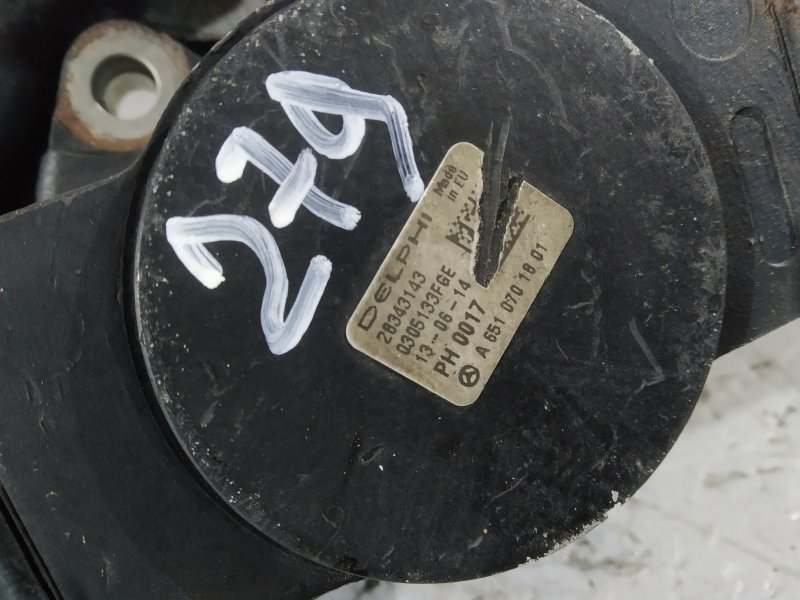 279
Made
in EU
DELPHI
28343143
0305133FGE
13-06-14
PH 0017
A 651 070 18 01